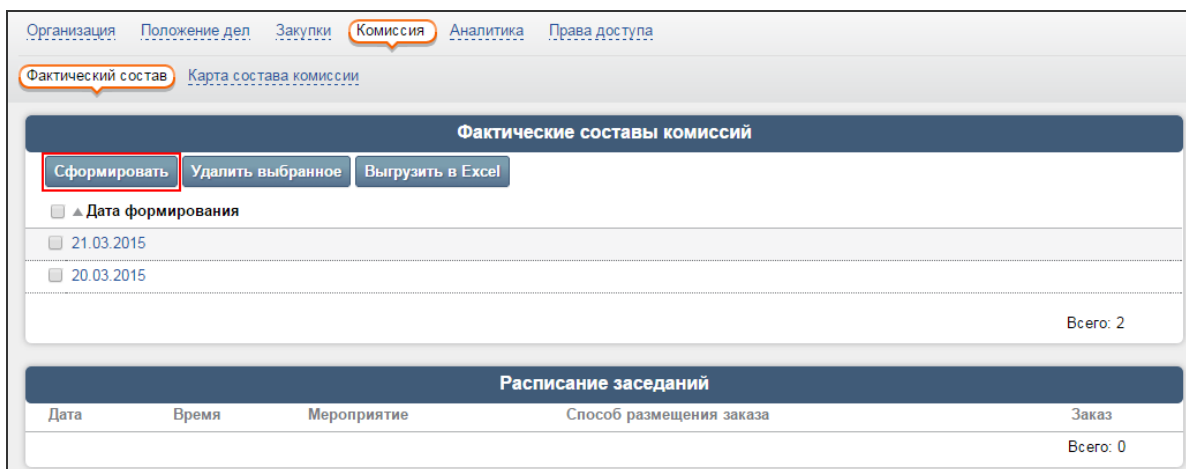 Организация Положение дел Закупки Комиссия Аналитика Права доступа
Фактический состав Карта состава комиссии
Фактические составы комиссий
Сформировать Удалить выбранное Выгрузить в Excel
▲ Дата формирования
21.03.2015
20.03.2015
Всего: 2
Расписание заседаний
Дата Время Мероприятие Способ размещения заказа Заказ
Всего: 0